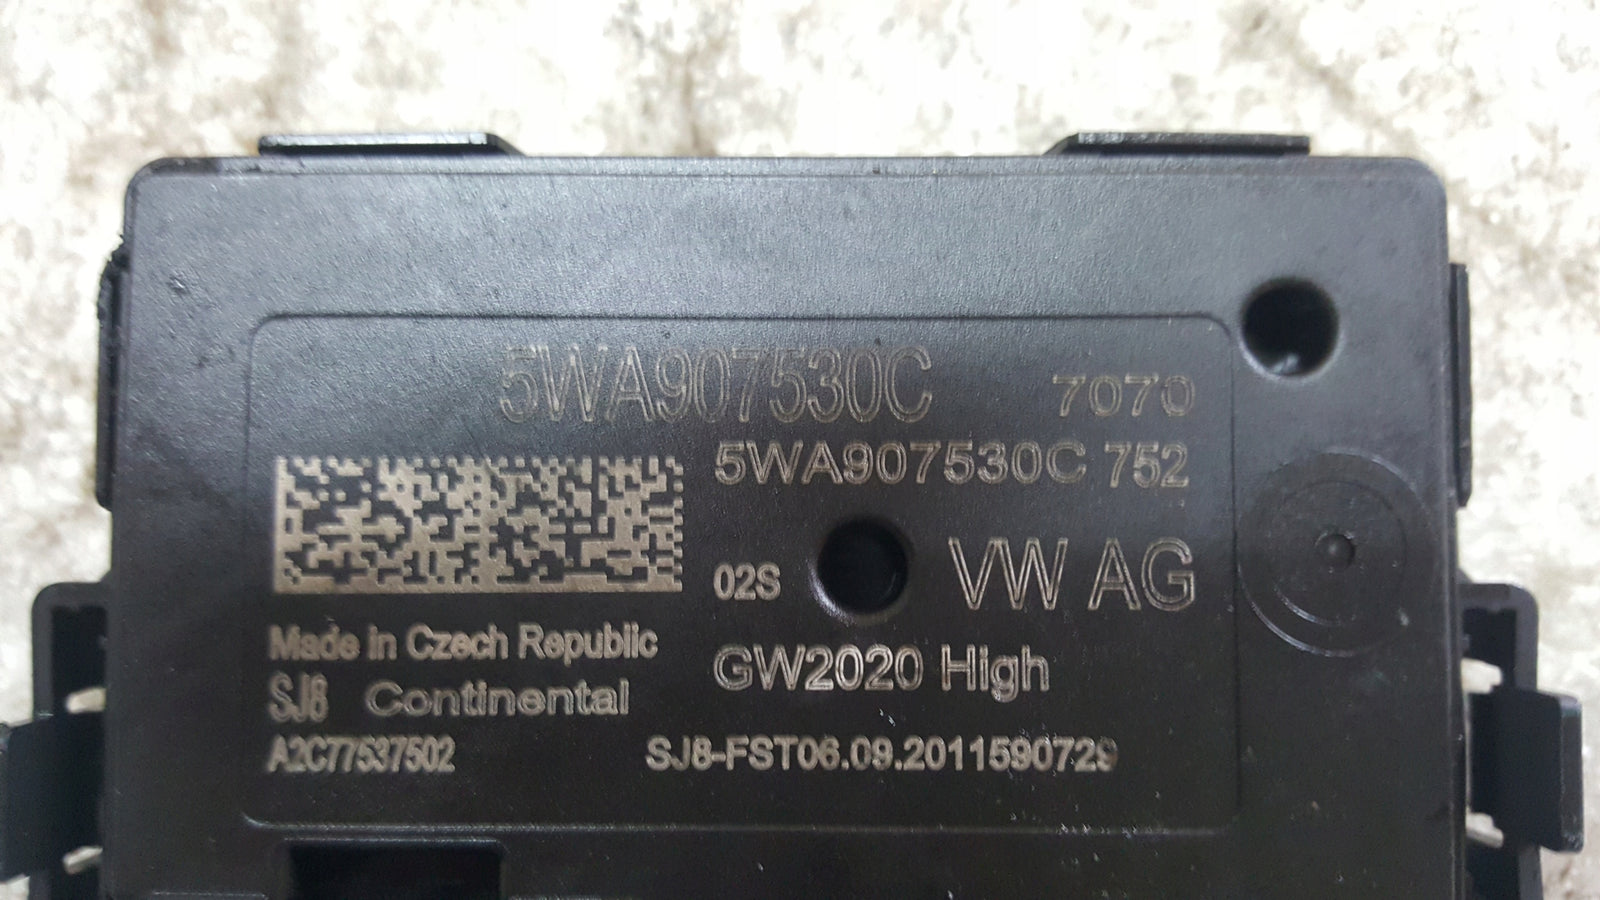 5WA907530C 7070
5WA907530C 752
02S VW AG
Made in Czech Republic
GW2020 High
SJ8 Continental
A2C77537502 SJ8-FST06.09.2011590729